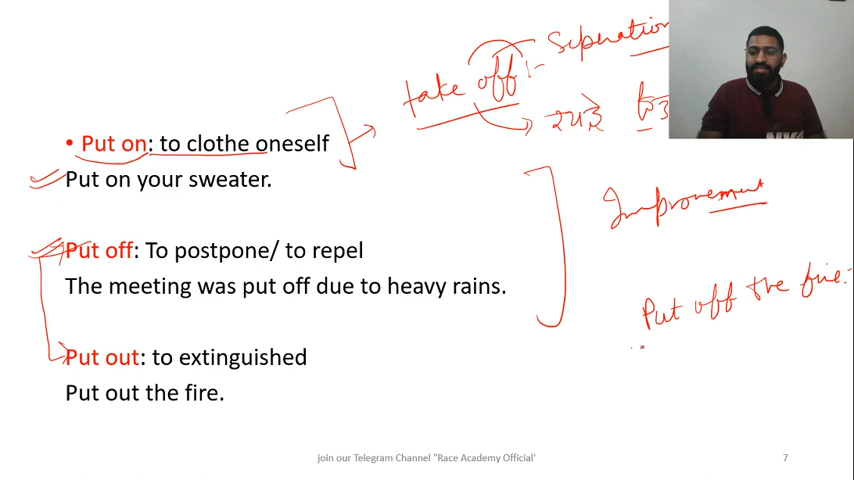 take off :- Seperation
• Put on: to clothe oneself
Put on your sweater.
Improvement
Put off: To postpone/ to repel
The meeting was put off due to heavy rains.
Put off the fire.
Put out: to extinguished
Put out the fire.
join our Telegram Channel "Race Academy Official'
7